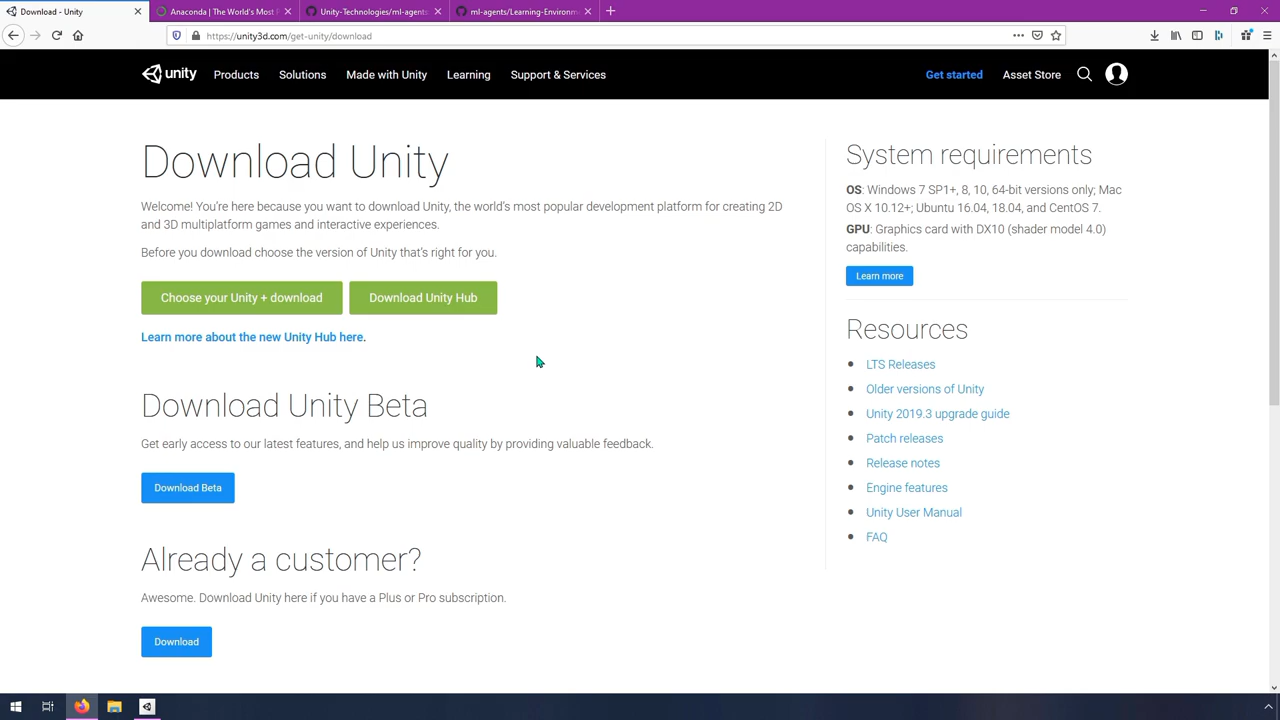 Download - Unity
Anaconda | The World's Most P
Unity-Technologies/ml-agents
ml-agents/Learning-Environme
https://unity3d.com/get-unity/download
unity
Products
Solutions
Made with Unity
Learning
Support & Services
Get started
Asset Store
Download Unity
Welcome! You're here because you want to download Unity, the world's most popular development platform for creating 2D
and 3D multiplatform games and interactive experiences.
Before you download choose the version of Unity that's right for you.
Choose your Unity + download
Download Unity Hub
Learn more about the new Unity Hub here.
Download Unity Beta
Get early access to our latest features, and help us improve quality by providing valuable feedback.
Download Beta
Already a customer?
Awesome. Download Unity here if you have a Plus or Pro subscription.
Download
System requirements
OS: Windows 7 SP1+, 8, 10, 64-bit versions only; Mac
OS X 10.12+; Ubuntu 16.04, 18.04, and CentOS 7.
GPU: Graphics card with DX10 (shader model 4.0)
capabilities.
Learn more
Resources
LTS Releases
Older versions of Unity
Unity 2019.3 upgrade guide
Patch releases
Release notes
Engine features
Unity User Manual
FAQ